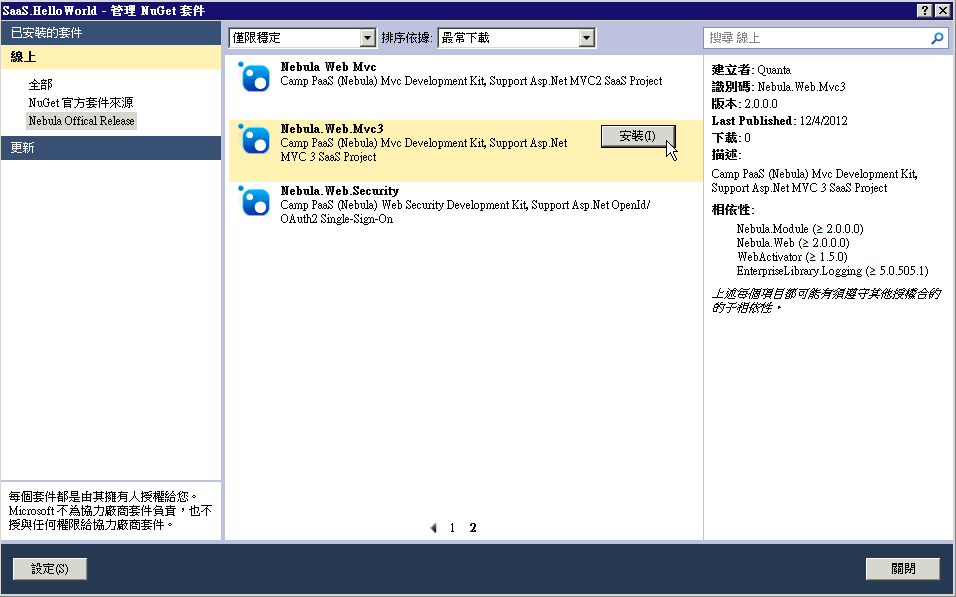 SaaS.HelloWorld - 管理 NuGet 套件
已安裝的套件
線上
全部
NuGet 官方套件來源
Nebula Offical Release
更新
每個套件都是由其擁有人授權給您。
Microsoft 不為協力廠商套件負責，也不
授與任何權限給協力廠商套件。
僅限穩定
排序依據:
最常下載
Nebula Web Mvc
Camp PaaS (Nebula) Mvc Development Kit, Support Asp.Net MVC2 SaaS Project
Nebula.Web.Mvc3
Camp PaaS (Nebula) Mvc Development Kit, Support Asp.Net
MVC 3 SaaS Project
安裝(I)
Nebula.Web.Security
Camp PaaS (Nebula) Web Security Development Kit, Support Asp.Net OpenId/
OAuth2 Single-Sign-On
1 2
搜尋 線上
建立者: Quanta
識別碼: Nebula.Web.Mvc3
版本: 2.0.0.0
Last Published: 12/4/2012
下載: 0
描述:
Camp PaaS (Nebula) Mvc Development Kit,
Support Asp.Net MVC 3 SaaS Project
相依性:
Nebula.Module (≥ 2.0.0.0)
Nebula.Web (≥ 2.0.0.0)
WebActivator (≥ 1.5.0)
EnterpriseLibrary.Logging (≥ 5.0.505.1)
上述每個項目都可能有須遵守其他授權合約
的子相依性。
設定(S)
關閉